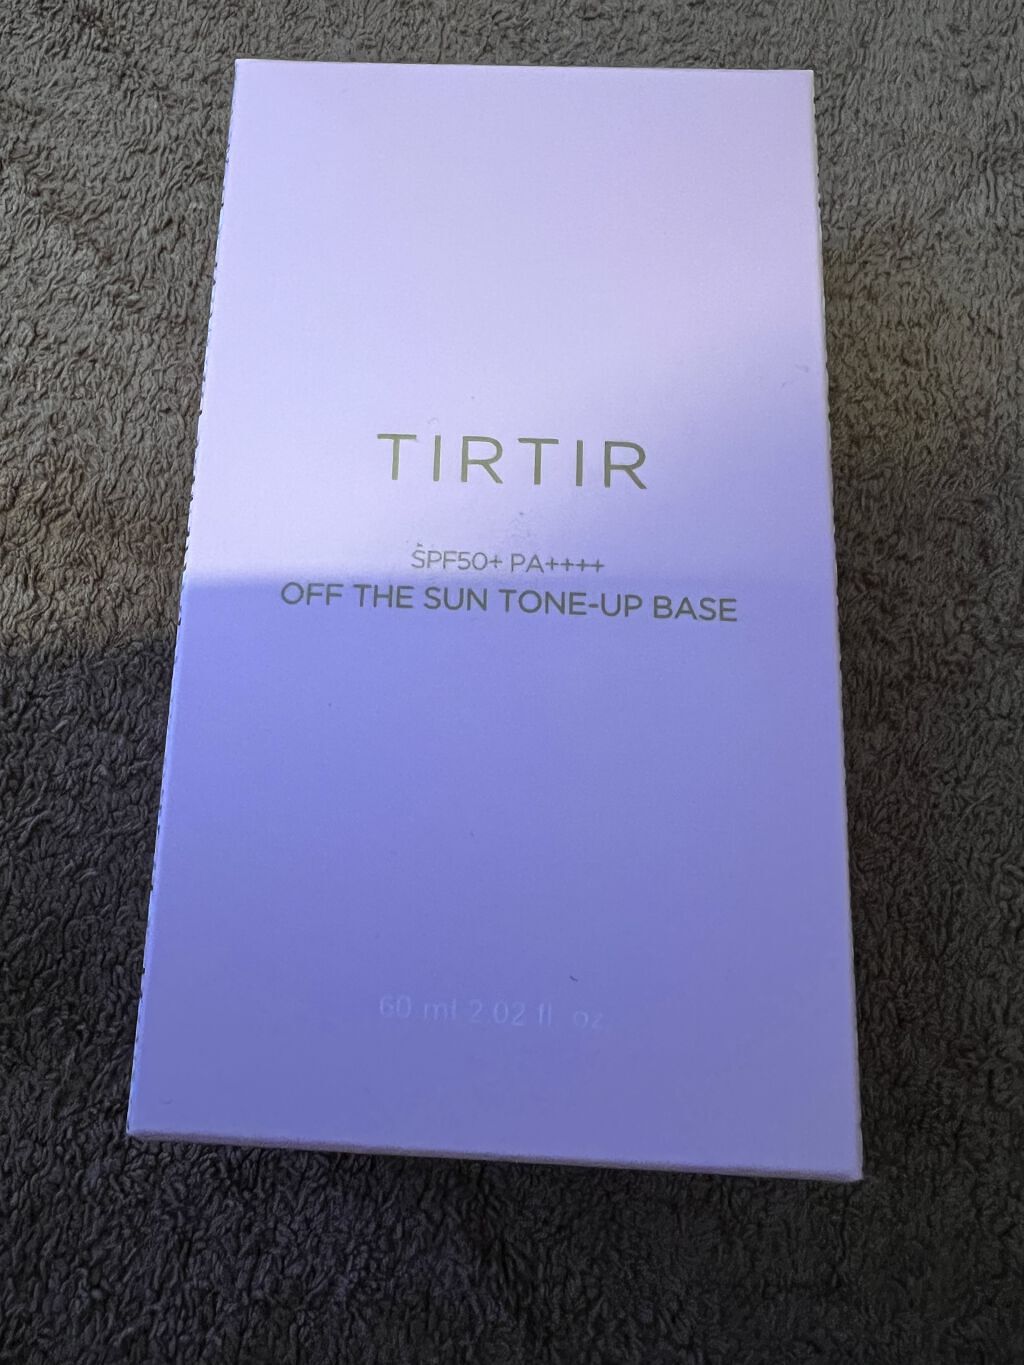 TIRTIR
SPF50+ PA++++
OFF THE SUN TONE-UP BASE
60 ml 2.02 fl. oz.